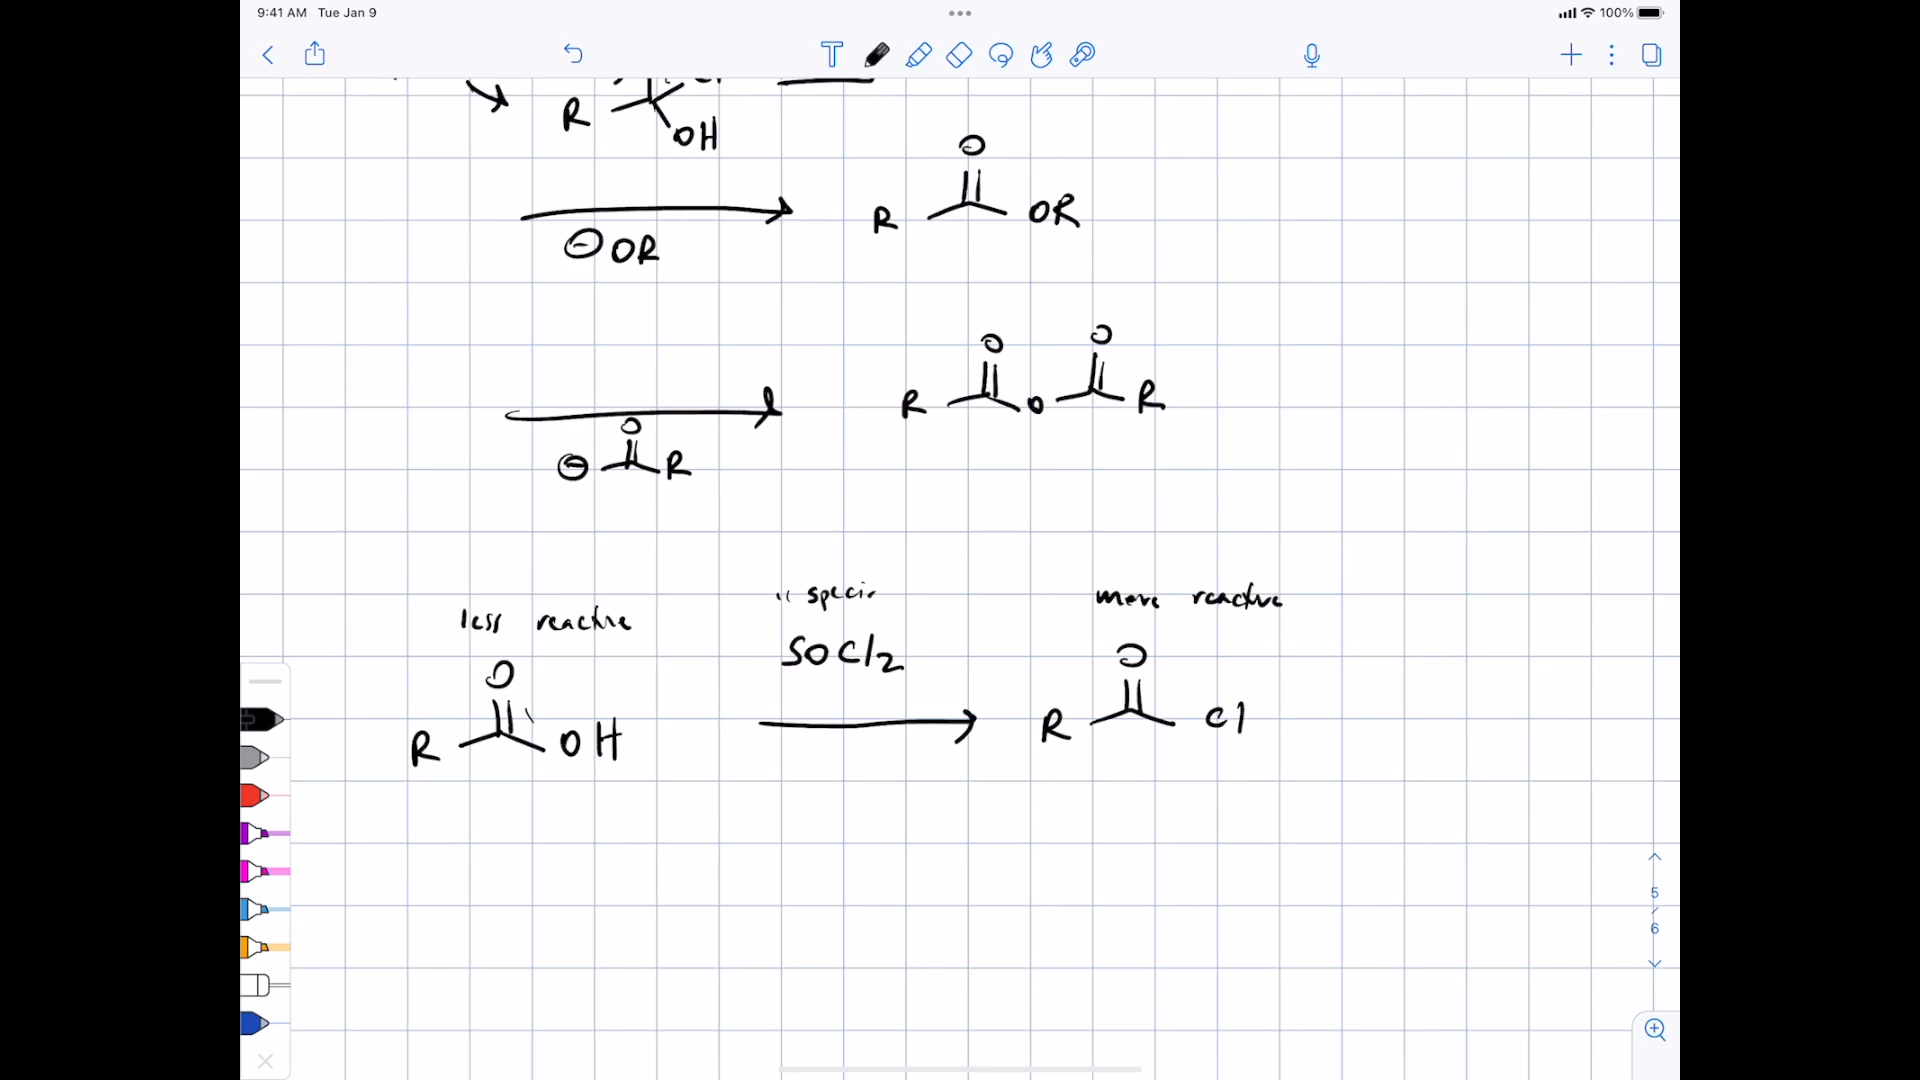 9:41 AM Tue Jan 9
100%
R
OH
O
R OR
⊖ OR
O O
R O R
O
⊖ R
less reactive
more reactive
SOCl2
O O
R OH
R Cl
5
/
6